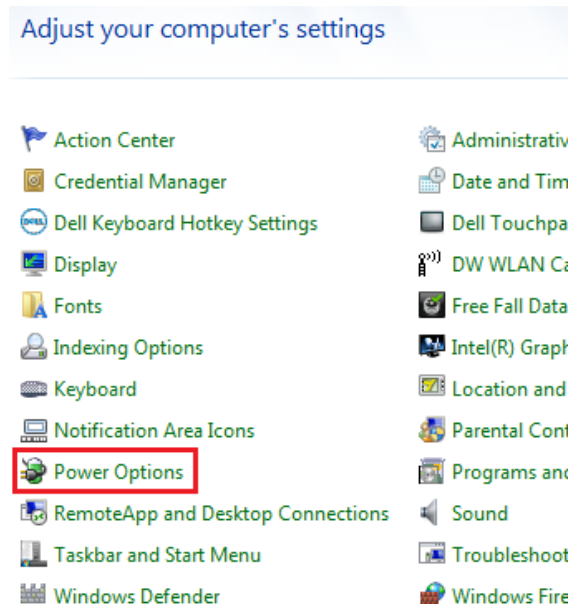 Adjust your computer's settings
Action Center
Credential Manager
Dell Keyboard Hotkey Settings
Display
Fonts
Indexing Options
Keyboard
Notification Area Icons
Power Options
RemoteApp and Desktop Connections
Taskbar and Start Menu
Windows Defender
Administrativ
Date and Tim
Dell Touchpa
DW WLAN Ca
Free Fall Data
Intel(R) Graph
Location and
Parental Cont
Programs and
Sound
Troubleshoot
Windows Fire